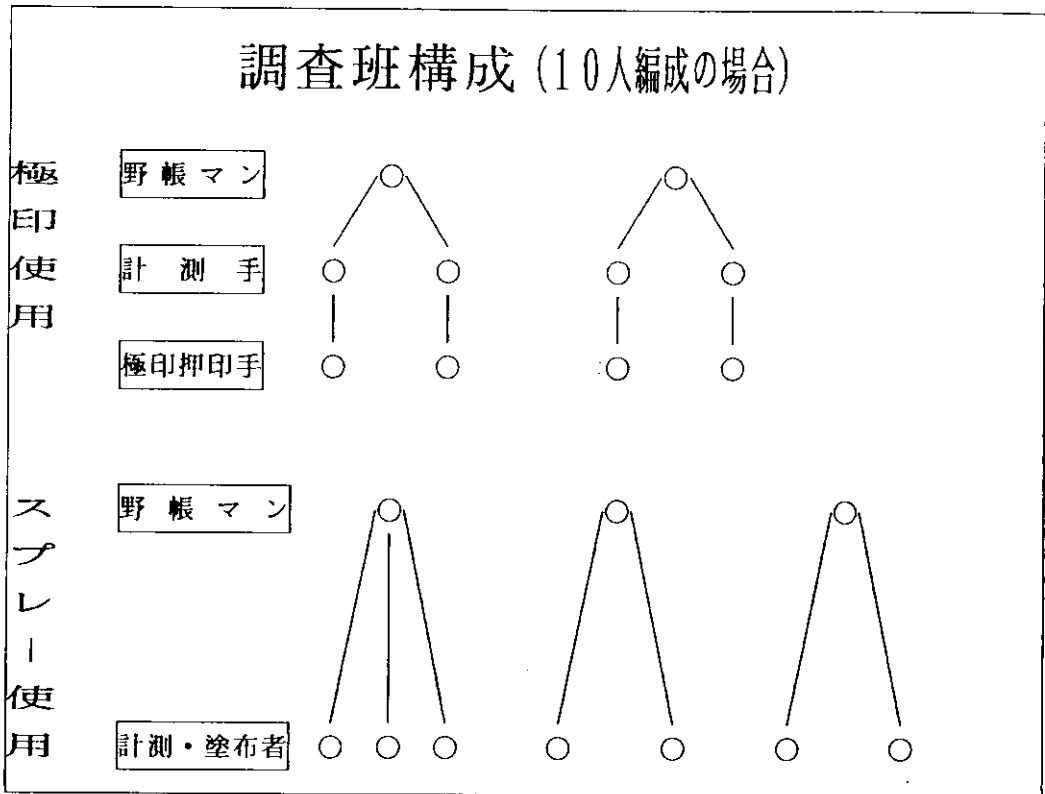 調査班構成（10人編成の場合）
極印使用
野帳マン
計測手
極印押印手
スプレー使用
野帳マン
計測・塗布者